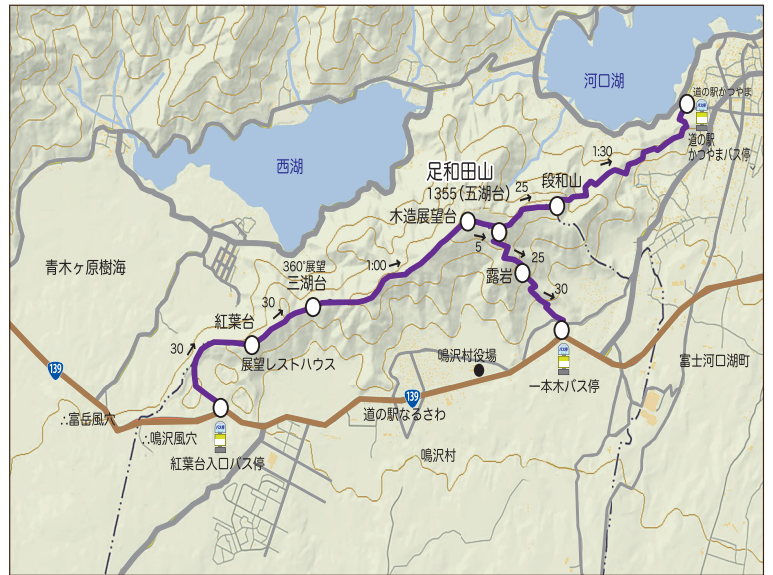 河口湖
道の駅かつやま
道の駅
かつやまバス停
1:30
西湖
足和田山
1355(五湖台)
25
段和山
木造展望台
5
25
露岩
30
1:00
青木ヶ原樹海
360°展望
三湖台
30
紅葉台
30
展望レストハウス
鳴沢村役場
富士河口湖町
139
一本木バス停
139
∴富岳風穴
道の駅なるさわ
∴鳴沢風穴
鳴沢村
紅葉台入口バス停